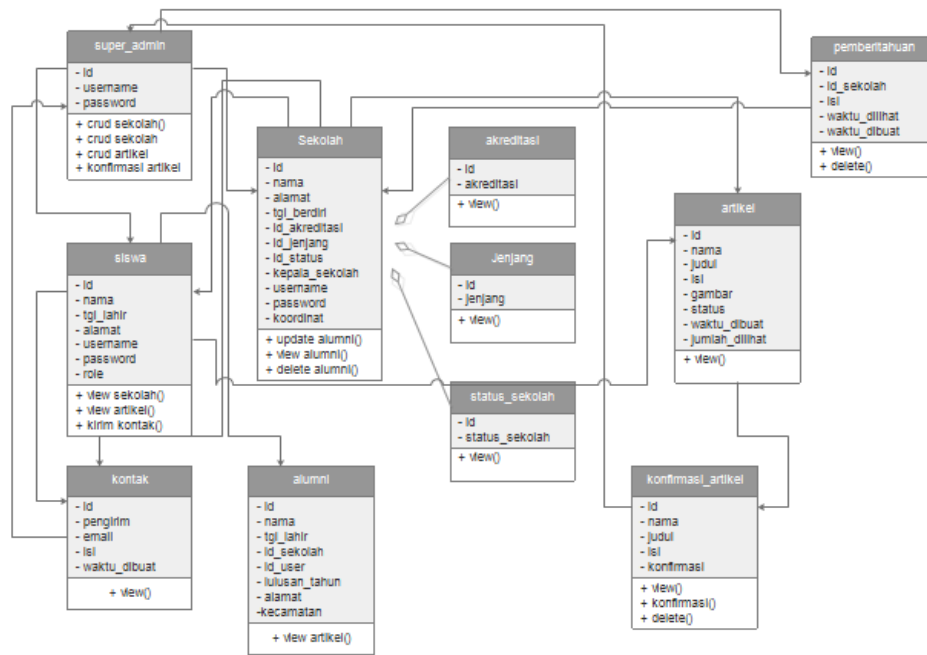 super_admin
- id
- username
- password
+ crud sekolah()
+ crud sekolah
+ crud artikel
+ konfirmasi artikel
pemberitahuan
- id
- id_sekolah
- isi
- waktu_dilihat
- waktu_dibuat
+ view()
+ delete()
Sekolah
- id
- nama
- alamat
- tgl_berdiri
- id_akreditasi
- id_jenjang
- id_status
- kepala_sekolah
- username
- password
- koordinat
+ update alumni()
+ view alumni()
+ delete alumni()
akreditasi
- id
- akreditasi
+ view()
artikel
- id
- nama
- judul
- isi
- gambar
- status
- waktu_dibuat
- jumlah_dilihat
+ view()
siswa
- id
- nama
- tgl_lahir
- alamat
- username
- password
- role
+ view sekolah()
+ view artikel()
+ kirim kontak()
Jenjang
- id
- jenjang
+ view()
status_sekolah
- id
- status_sekolah
+ view()
kontak
- id
- pengirim
- email
- isi
- waktu_dibuat
+ view()
alumni
- id
- nama
- tgl_lahir
- id_sekolah
- id_user
- lulusan_tahun
- alamat
-kecamatan
+ view artikel()
konfirmasi_artikel
- id
- nama
- judul
- isi
- konfirmasi
+ view()
+ konfirmasi()
+ delete()